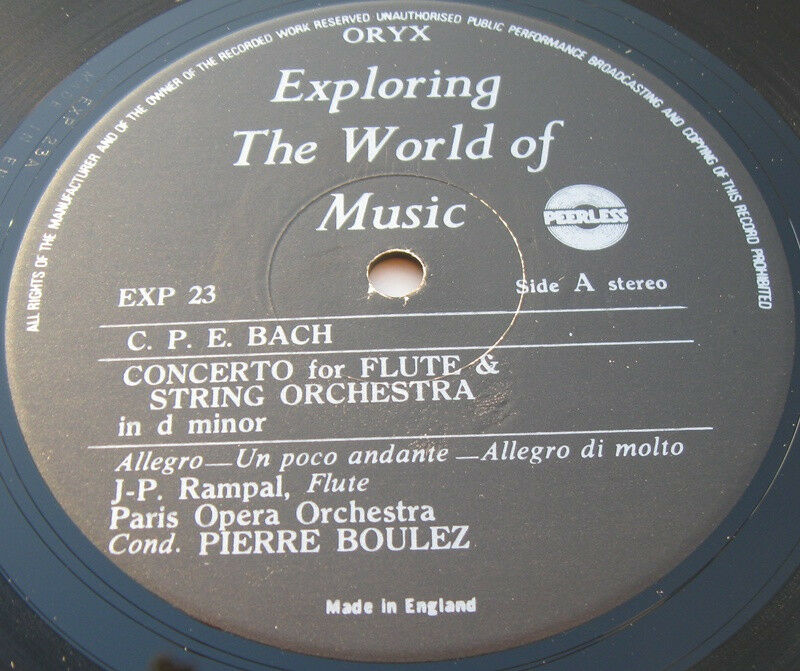 ALL RIGHTS OF THE MANUFACTURER AND OF THE OWNER OF THE RECORDED WORK RESERVED UNAUTHORISED PUBLIC PERFORMANCE BROADCASTING AND COPYING OF THIS RECORD PROHIBITED
ORYX
Exploring
The World of
Music
PEERLESS
EXP 23
Side A stereo
C. P. E. BACH
CONCERTO for FLUTE &
STRING ORCHESTRA
in d minor
Allegro—Un poco andante—Allegro di molto
J-P. Rampal, Flute
Paris Opera Orchestra
Cond. PIERRE BOULEZ
Made in England
EXP 23A